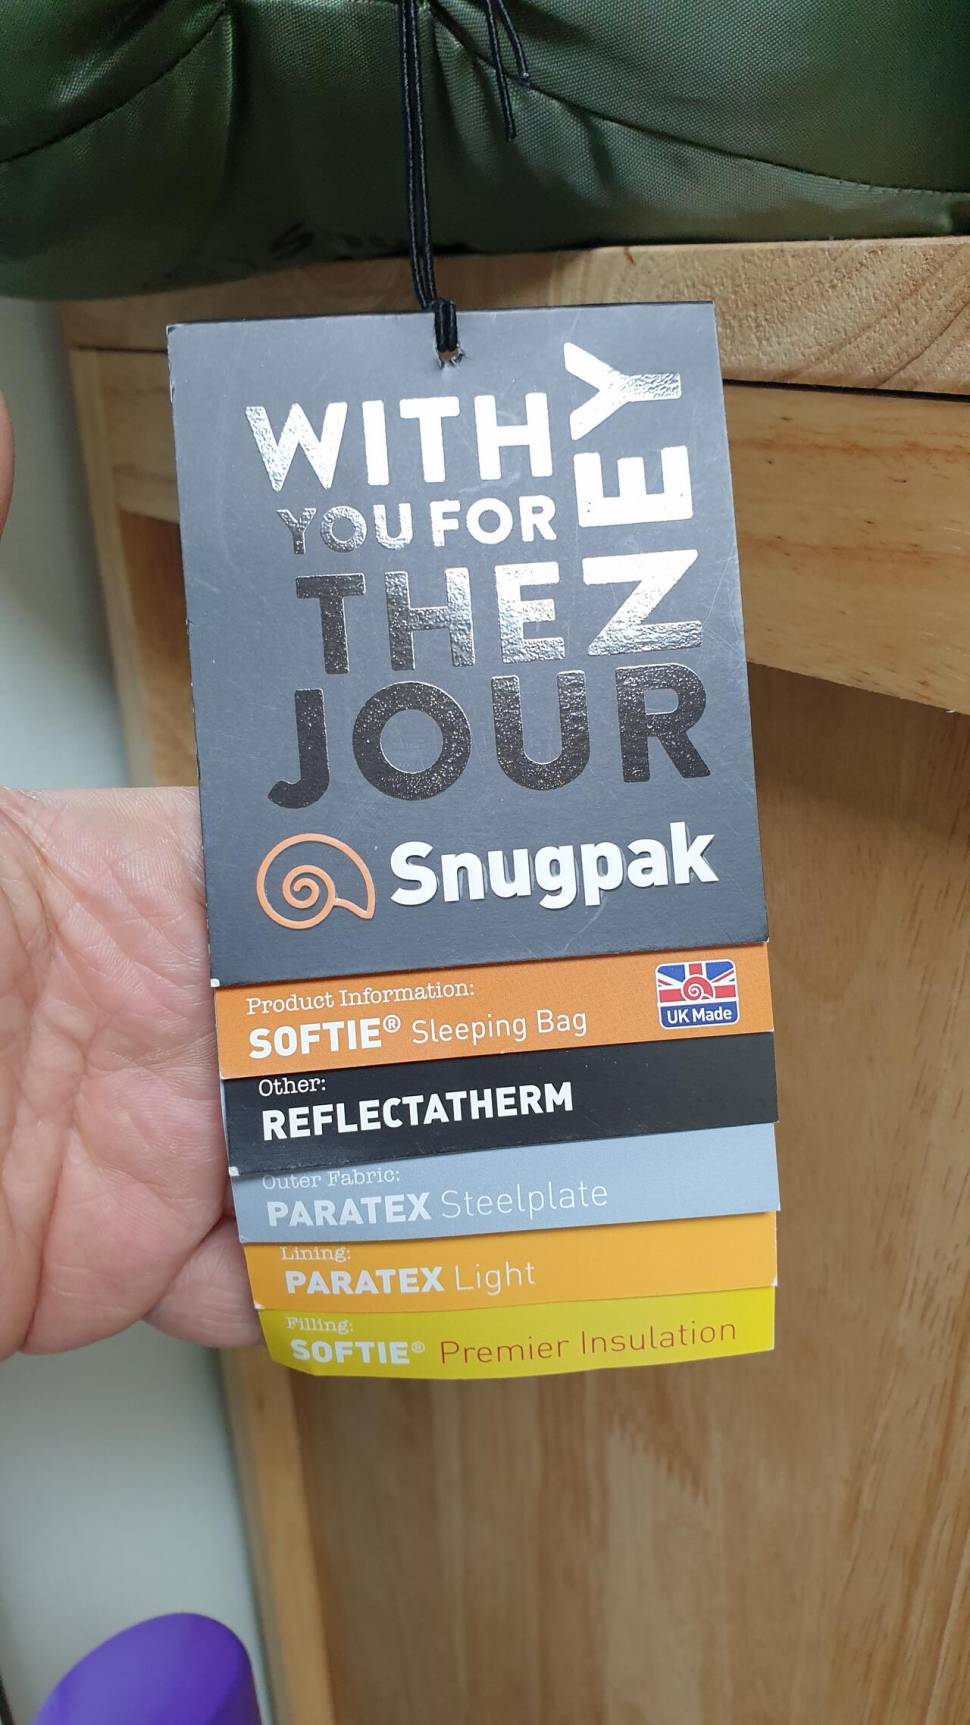 WITH
YOU FOR
THE
JOUR
NEY
Snugpak
Product Information:
SOFTIE® Sleeping Bag
UK Made
Other:
REFLECTATHERM
Outer Fabric:
PARATEX Steelplate
Lining:
PARATEX Light
Filling:
SOFTIE® Premier Insulation